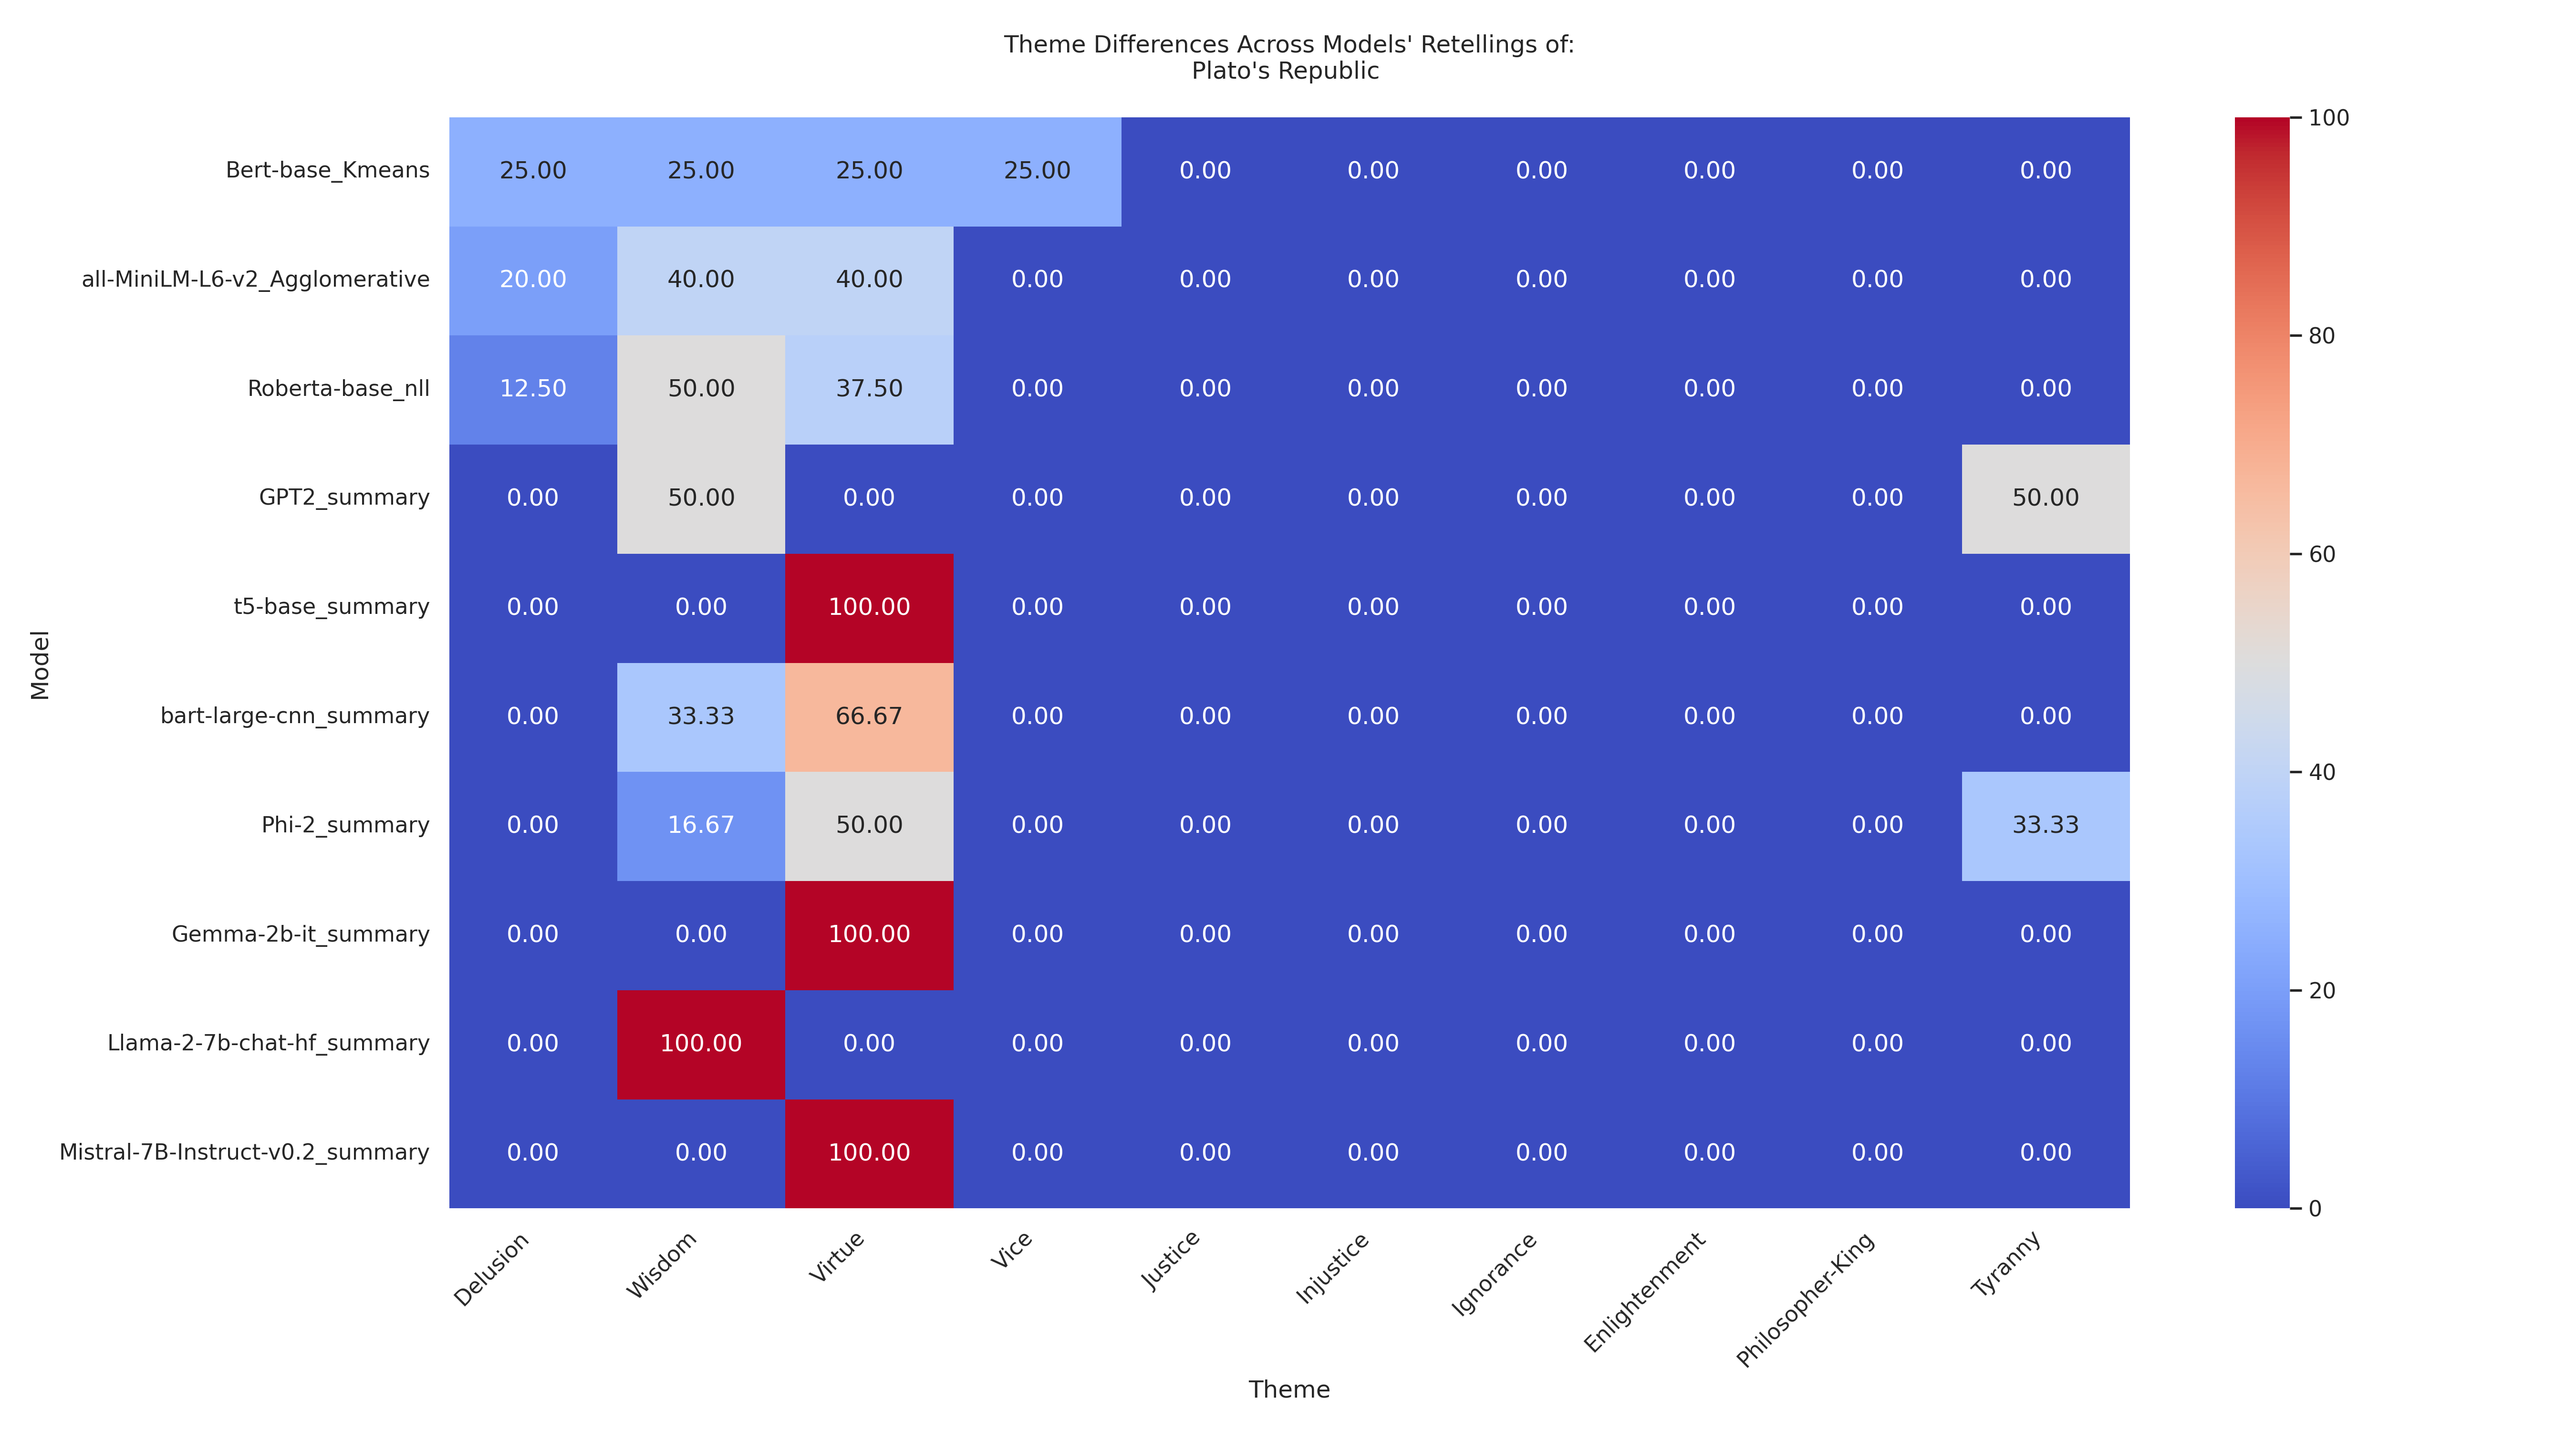 Theme Differences Across Models' Retellings of:
Plato's Republic
Model
Bert-base_Kmeans 25.00 25.00 25.00 25.00 0.00 0.00 0.00 0.00 0.00 0.00
all-MiniLM-L6-v2_Agglomerative 20.00 40.00 40.00 0.00 0.00 0.00 0.00 0.00 0.00 0.00
Roberta-base_nll 12.50 50.00 37.50 0.00 0.00 0.00 0.00 0.00 0.00 0.00
GPT2_summary 0.00 50.00 0.00 0.00 0.00 0.00 0.00 0.00 0.00 50.00
t5-base_summary 0.00 0.00 100.00 0.00 0.00 0.00 0.00 0.00 0.00 0.00
bart-large-cnn_summary 0.00 33.33 66.67 0.00 0.00 0.00 0.00 0.00 0.00 0.00
Phi-2_summary 0.00 16.67 50.00 0.00 0.00 0.00 0.00 0.00 0.00 33.33
Gemma-2b-it_summary 0.00 0.00 100.00 0.00 0.00 0.00 0.00 0.00 0.00 0.00
Llama-2-7b-chat-hf_summary 0.00 100.00 0.00 0.00 0.00 0.00 0.00 0.00 0.00 0.00
Mistral-7B-Instruct-v0.2_summary 0.00 0.00 100.00 0.00 0.00 0.00 0.00 0.00 0.00 0.00
Delusion Wisdom Virtue Vice Justice Injustice Ignorance Enlightenment Philosopher-King Tyranny
Theme
100
80
60
40
20
0